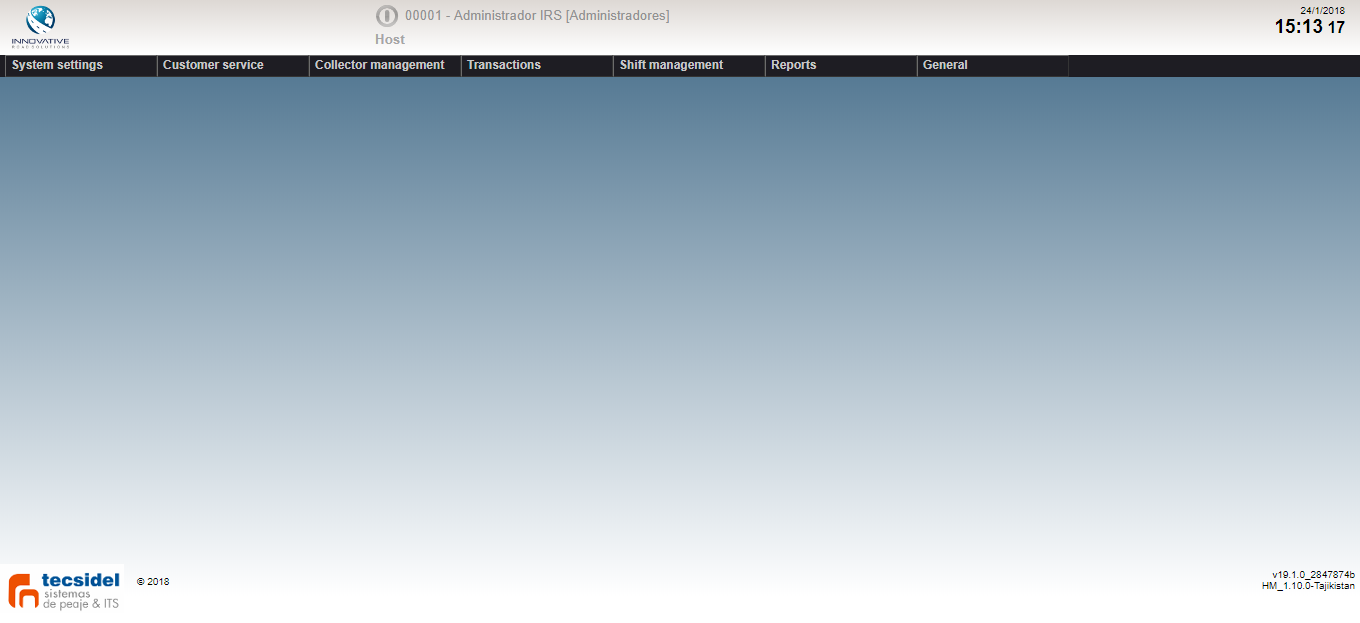 INNOVATIVE
ROAD SOLUTIONS
00001 - Administrador IRS [Administradores]
Host
24/1/2018
15:13 17
System settings
Customer service
Collector management
Transactions
Shift management
Reports
General
tecsidel
sistemas
de peaje & ITS
© 2018
v19.1.0_2847874b
HM_1.10.0-Tajikistan